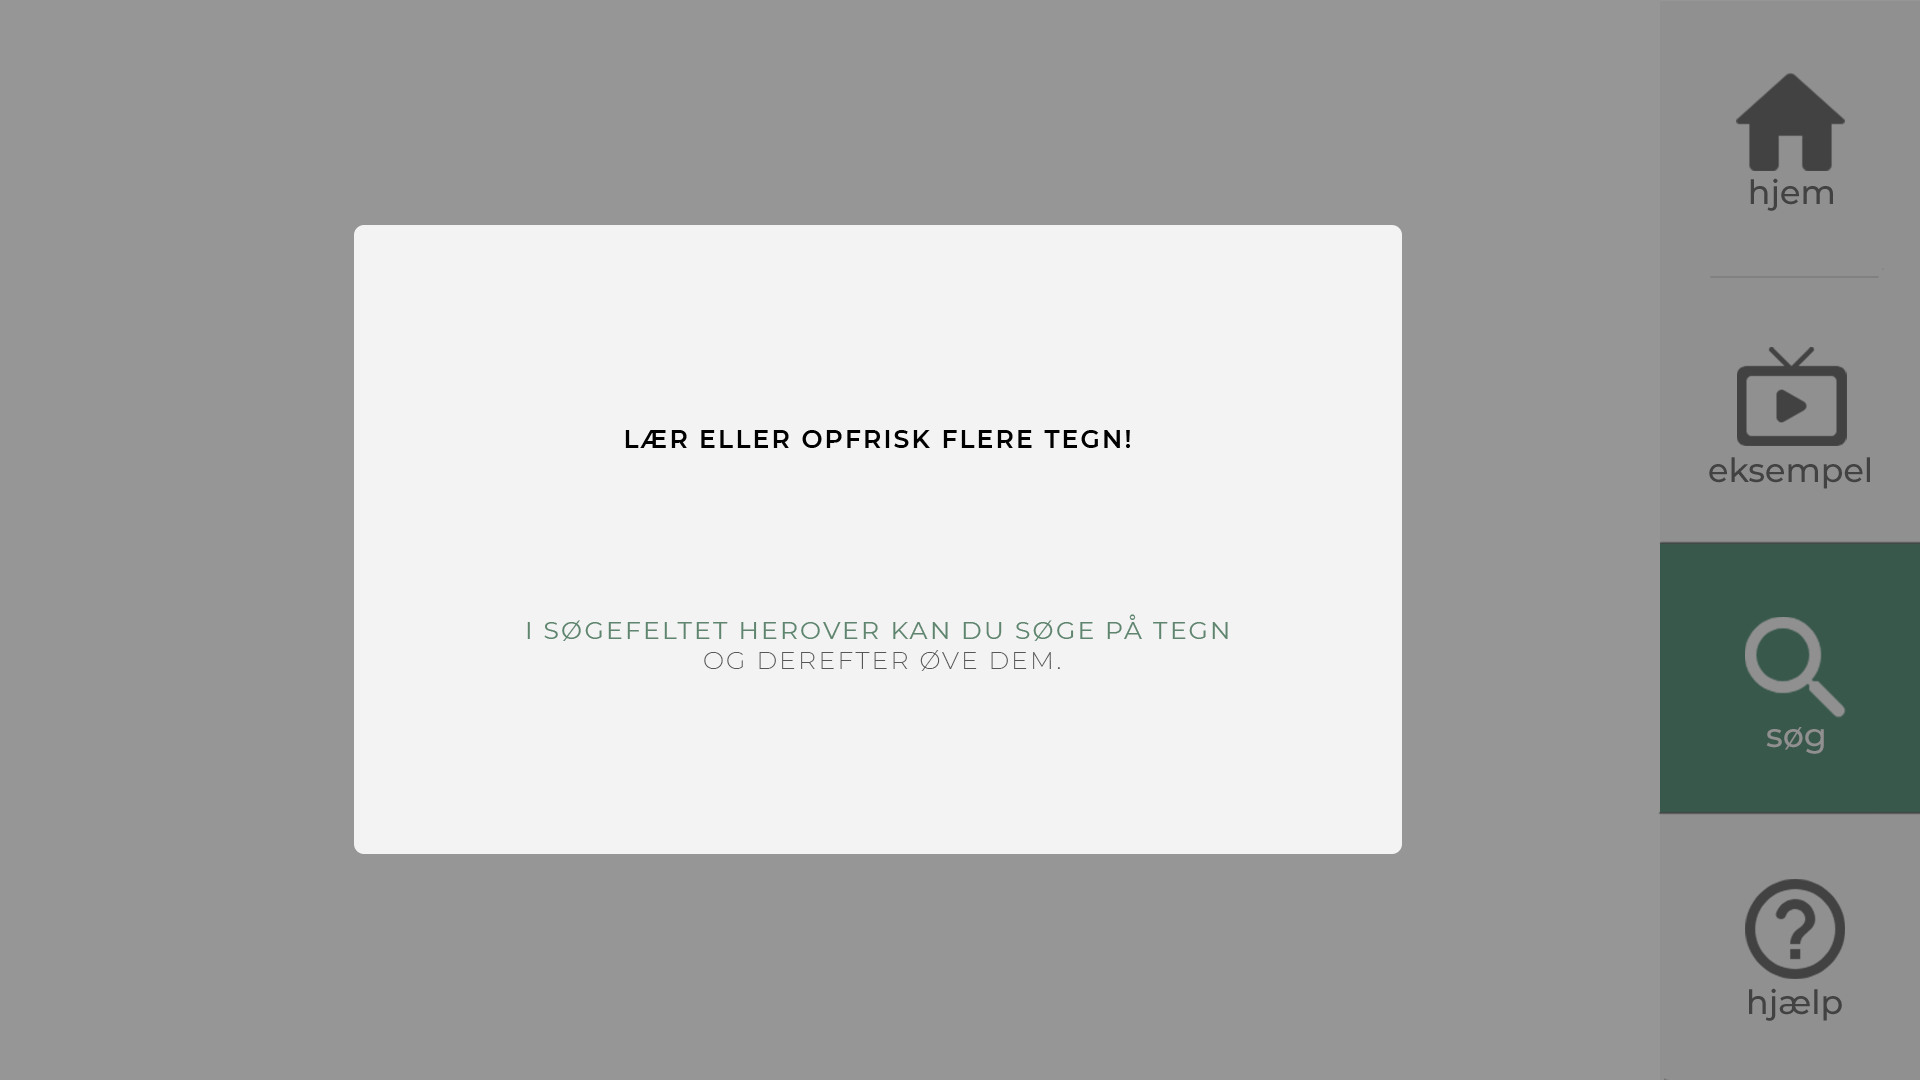 LÆR ELLER OPFRISK FLERE TEGN!
I SØGEFELTET HEROVER KAN DU SØGE PÅ TEGN
OG DEREFTER ØVE DEM.
hjem
eksempel
søg
hjælp